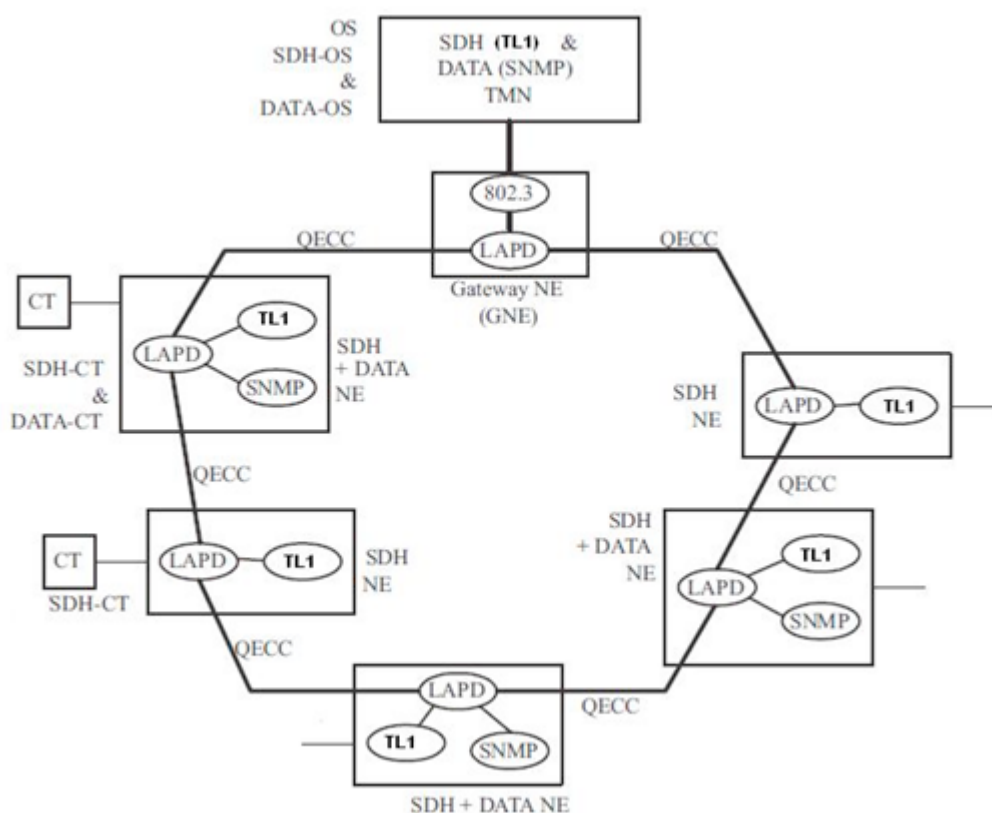 OS
SDH-OS
&
DATA-OS
SDH (TL1) &
DATA (SNMP)
TMN
802.3
LAPD
Gateway NE
(GNE)
QECC
QECC
CT
SDH-CT
&
DATA-CT
LAPD
TL1
SNMP
SDH
+ DATA
NE
SDH
NE
LAPD
TL1
QECC
QECC
CT
SDH-CT
LAPD
TL1
SDH
NE
SDH
+ DATA
NE
LAPD
TL1
SNMP
QECC
QECC
LAPD
TL1
SNMP
SDH + DATA NE